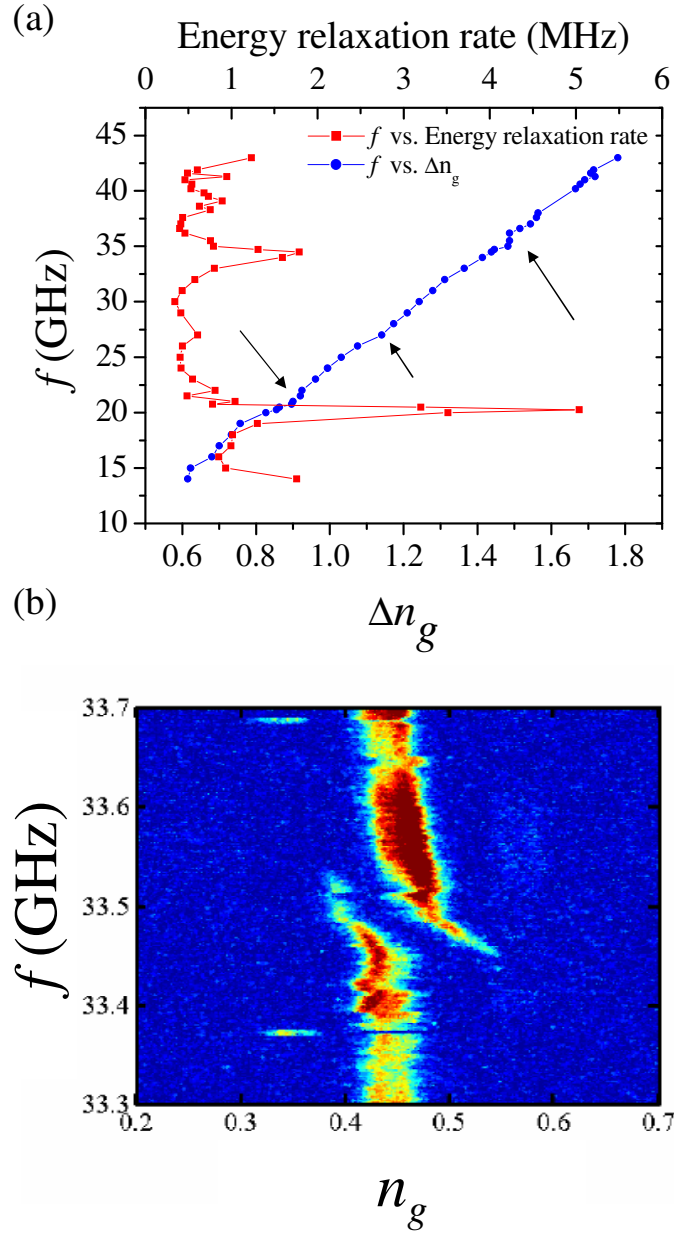 (a)
Energy relaxation rate (MHz)
0 1 2 3 4 5 6
f vs. Energy relaxation rate
f vs. Δn_g
f (GHz)
45
40
35
30
25
20
15
10
0.6 0.8 1.0 1.2 1.4 1.6 1.8
Δn_g
(b)
f (GHz)
33.7
33.6
33.5
33.4
33.3
0.2 0.3 0.4 0.5 0.6 0.7
n_g